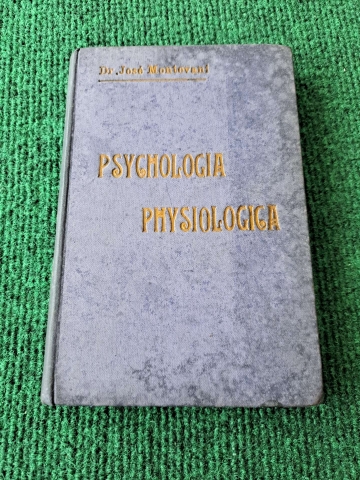 Dr. José Montovani
PSYCHOLOGIA
PHYSIOLOGICA